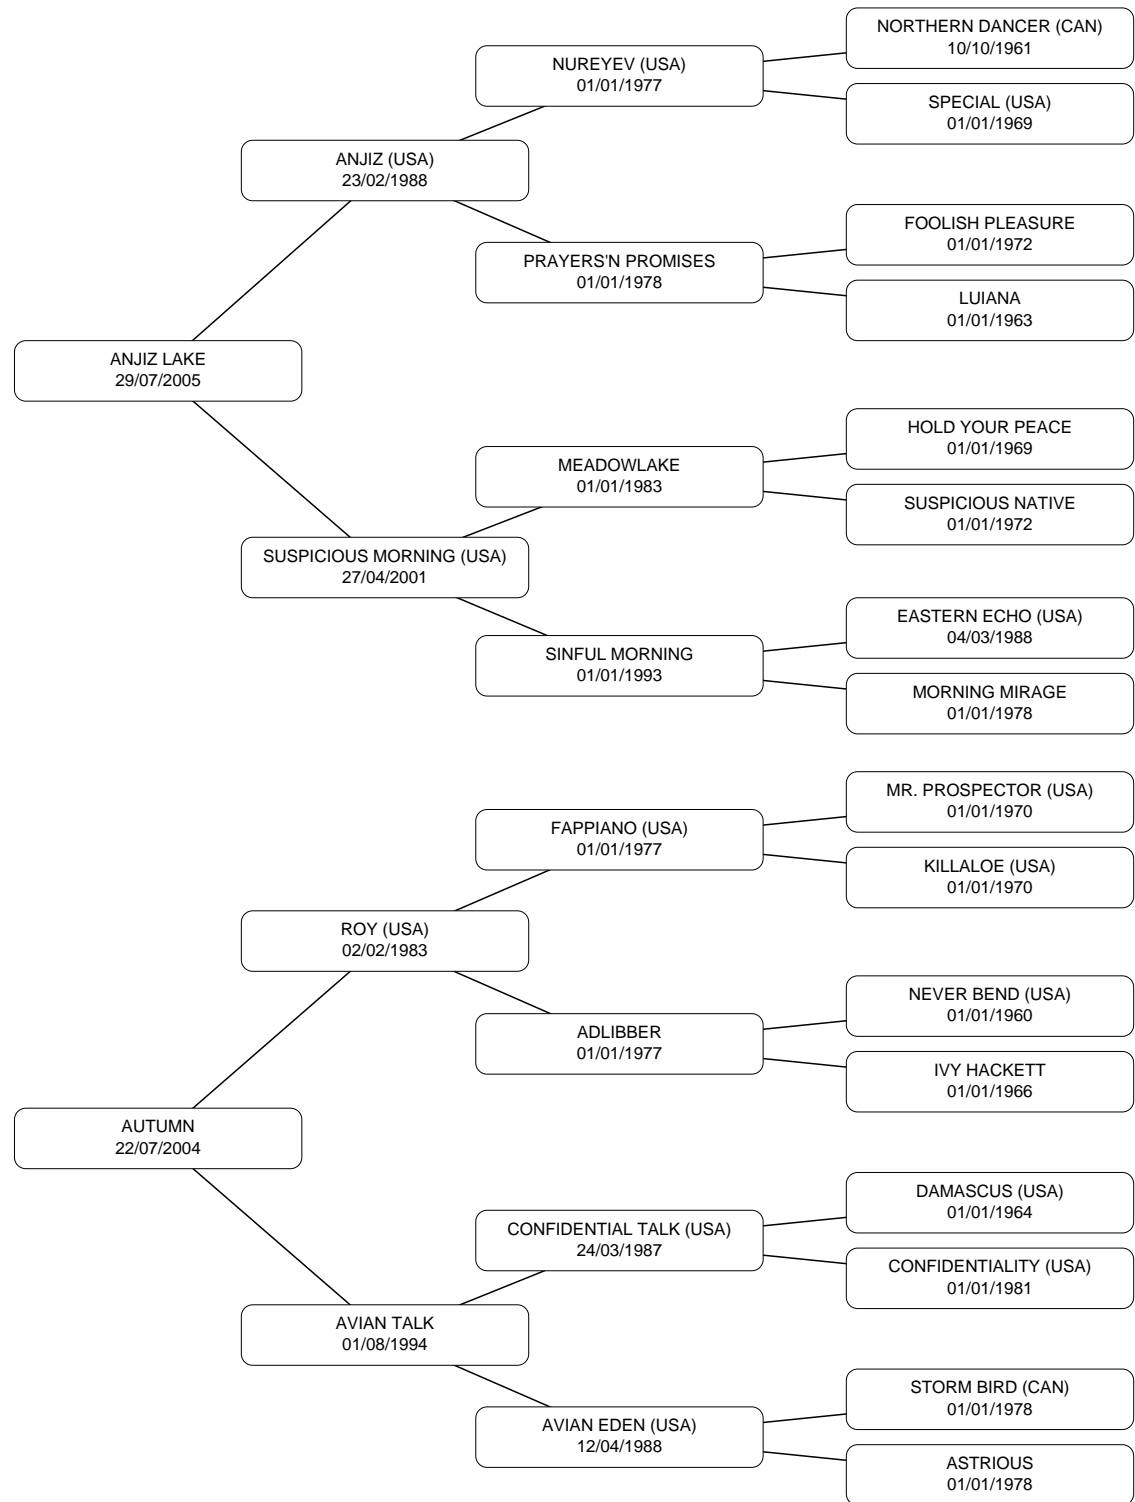 NORTHERN DANCER (CAN)
10/10/1961
NUREYEV (USA)
01/01/1977
SPECIAL (USA)
01/01/1969
ANJIZ (USA)
23/02/1988
FOOLISH PLEASURE
01/01/1972
PRAYERS'N PROMISES
01/01/1978
LUIANA
01/01/1963
ANJIZ LAKE
29/07/2005
HOLD YOUR PEACE
01/01/1969
MEADOWLAKE
01/01/1983
SUSPICIOUS NATIVE
01/01/1972
SUSPICIOUS MORNING (USA)
27/04/2001
EASTERN ECHO (USA)
04/03/1988
SINFUL MORNING
01/01/1993
MORNING MIRAGE
01/01/1978
MR. PROSPECTOR (USA)
01/01/1970
FAPPIANO (USA)
01/01/1977
KILLALOE (USA)
01/01/1970
ROY (USA)
02/02/1983
NEVER BEND (USA)
01/01/1960
ADLIBBER
01/01/1977
IVY HACKETT
01/01/1966
AUTUMN
22/07/2004
DAMASCUS (USA)
01/01/1964
CONFIDENTIAL TALK (USA)
24/03/1987
CONFIDENTIALITY (USA)
01/01/1981
AVIAN TALK
01/08/1994
STORM BIRD (CAN)
01/01/1978
AVIAN EDEN (USA)
12/04/1988
ASTRIOUS
01/01/1978